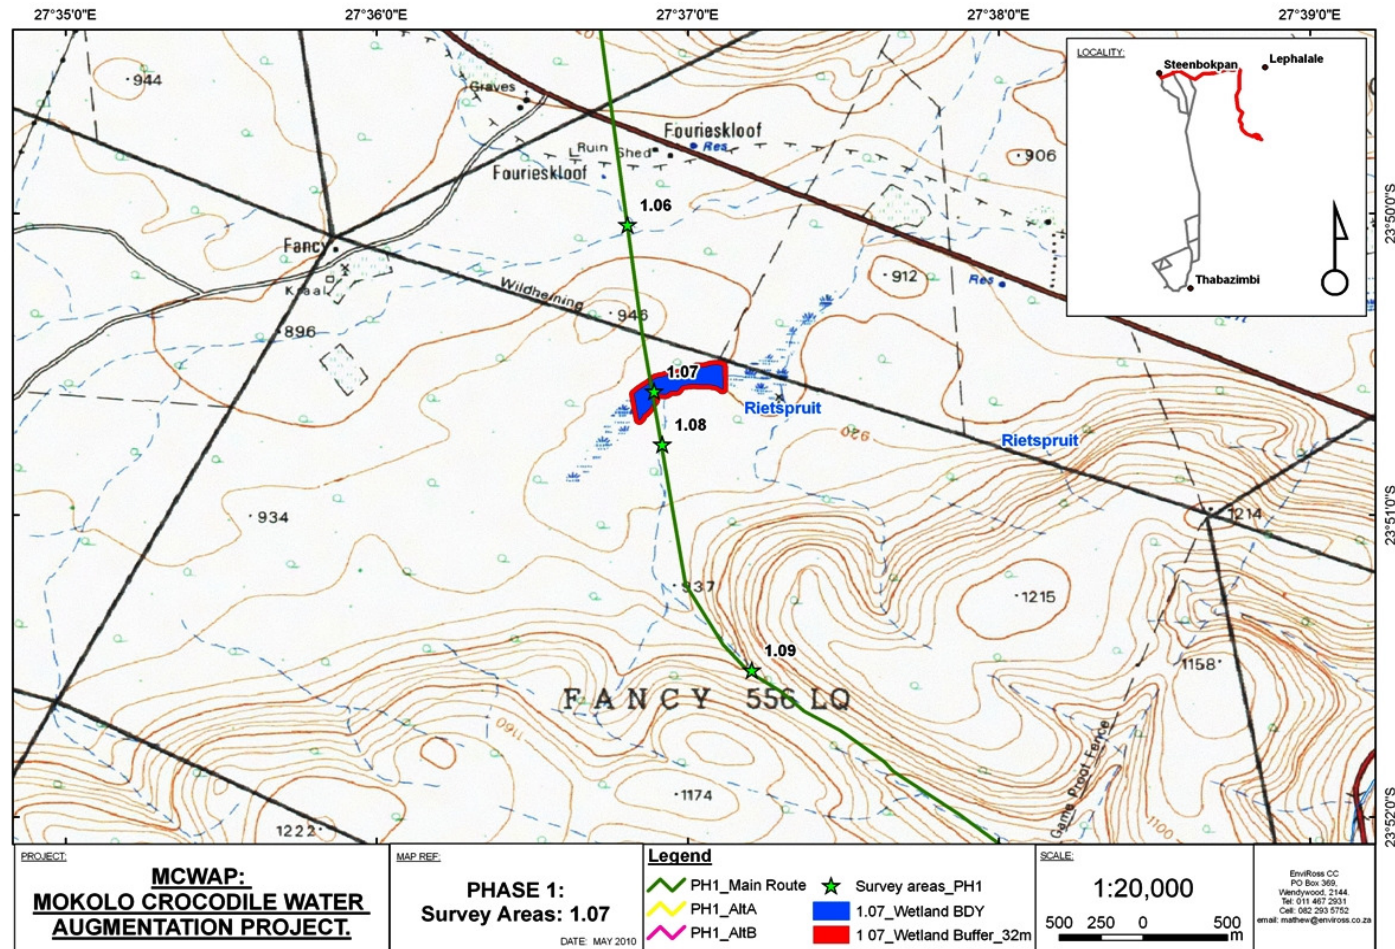 27°35'0"E 27°36'0"E 27°37'0"E 27°38'0"E 27°39'0"E
LOCALITY:
Steenbokpan
Lephalale
Thabazimbi
944
Graves
Fourieskloof
Res
Ruin Shed
Fourieskloof
906
1.06
23°50'0"S
Fancy
Kraal
Wildheining
912
Res
946
896
1.07
Rietspruit
1.08
920
Rietspruit
934
1214
23°51'0"S
937
1215
1.09
1158
FANCY 556 LQ
1160
Game Proof Fence
1174
1100
1222
23°52'0"S
PROJECT:
MCWAP:
MOKOLO CROCODILE WATER
AUGMENTATION PROJECT.
MAP REF:
PHASE 1:
Survey Areas: 1.07
DATE: MAY 2010
Legend
PH1_Main Route
PH1_AltA
PH1_AltB
Survey areas_PH1
1.07_Wetland BDY
1 07_Wetland Buffer_32m
SCALE:
1:20,000
500 250 0 500
m
EnviRoss CC
PO Box 369,
Wendywood, 2144.
Tel: 011 467 2931
Cell: 082 293 5752
email: mathew@enviross.co.za